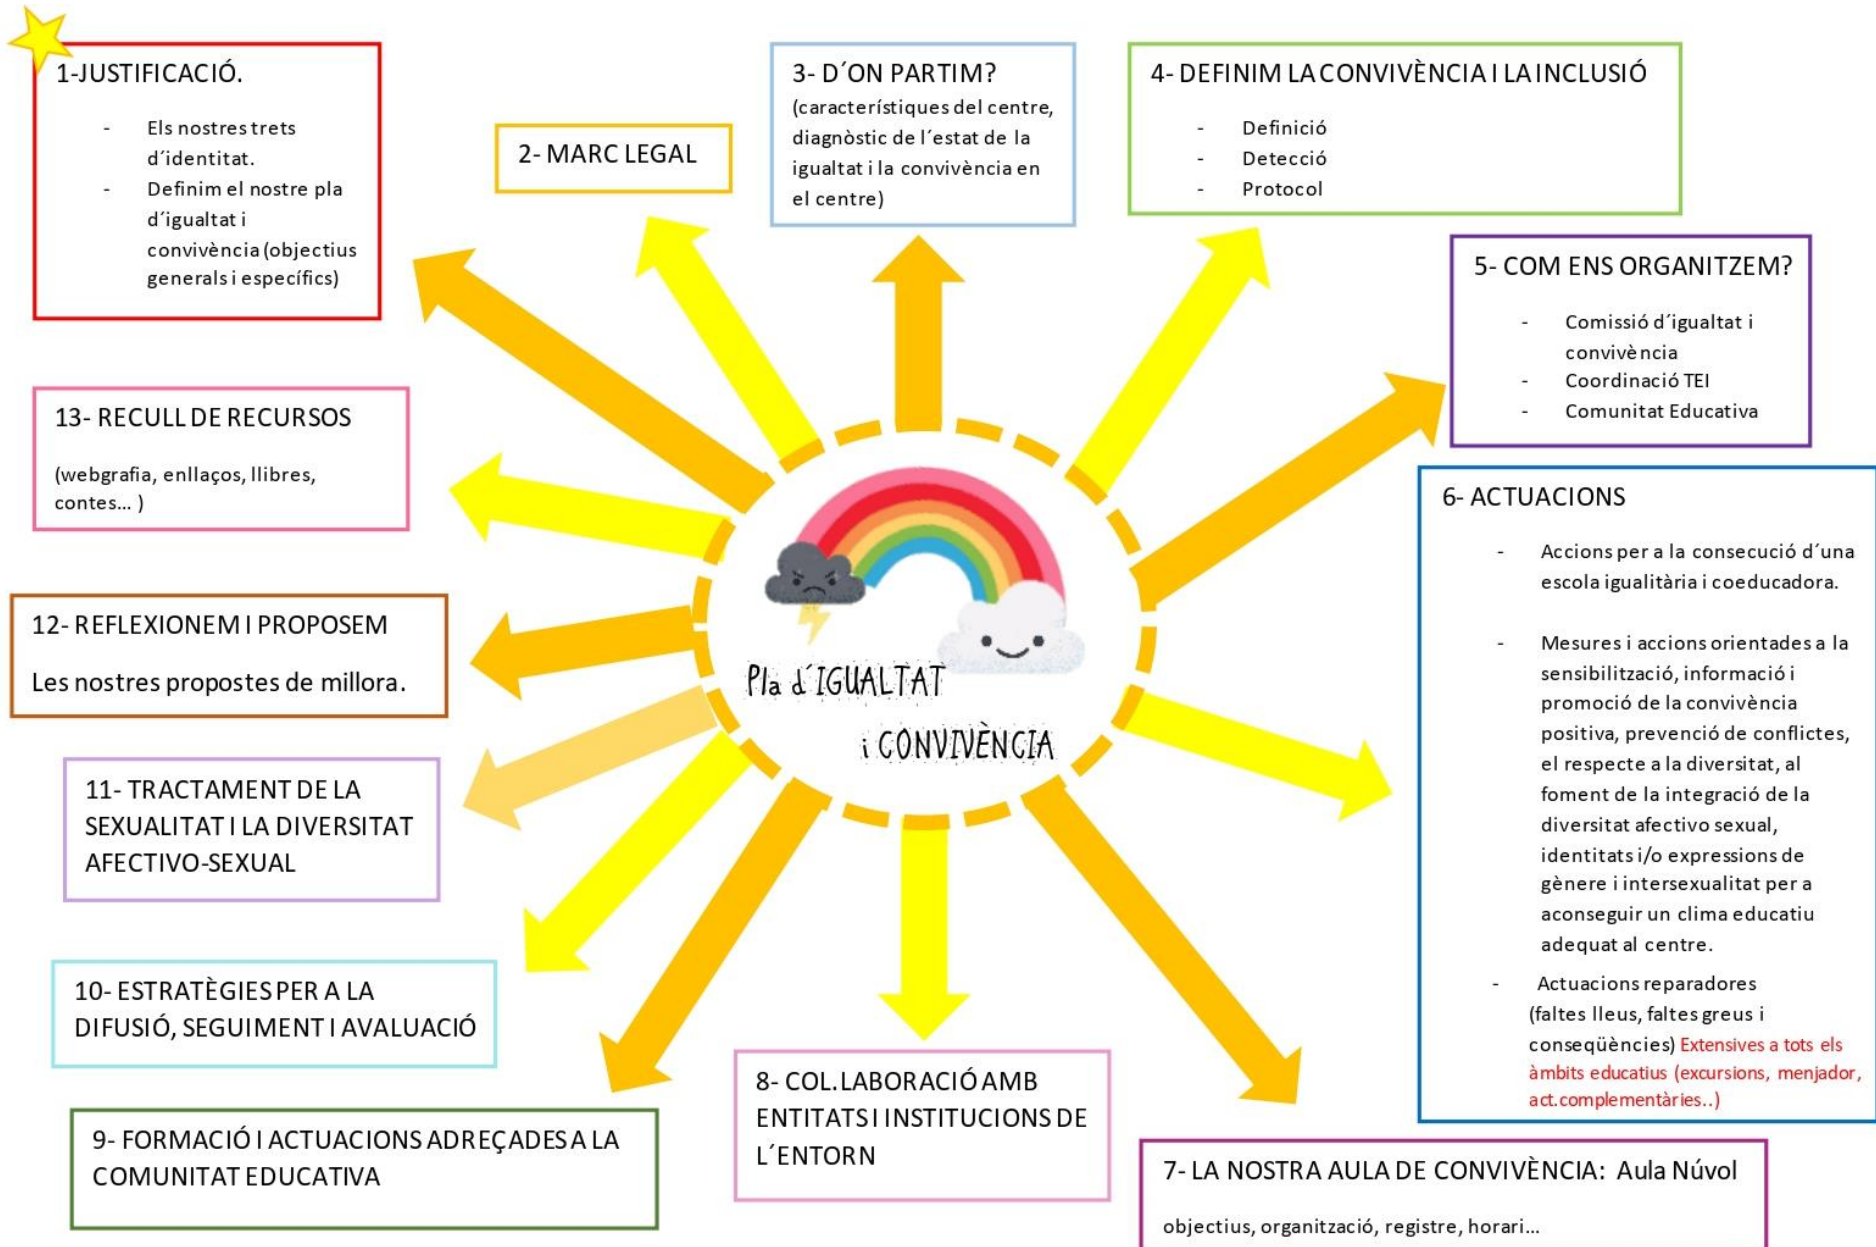 1-JUSTIFICACIÓ.
- Els nostres trets
d´identitat.
- Definim el nostre pla
d´igualtat i
convivència (objectius
generals i específics)
2- MARC LEGAL
3- D´ON PARTIM?
(característiques del centre,
diagnòstic de l´estat de la
igualtat i la convivència en
el centre)
4- DEFINIM LA CONVIVÈNCIA I LA INCLUSIÓ
- Definició
- Detecció
- Protocol
5- COM ENS ORGANITZEM?
- Comissió d´igualtat i
convivència
- Coordinació TEI
- Comunitat Educativa
6- ACTUACIONS
- Accions per a la consecució d´una
escola igualitària i coeducadora.
- Mesures i accions orientades a la
sensibilització, informació i
promoció de la convivència
positiva, prevenció de conflictes,
el respecte a la diversitat, al
foment de la integració de la
diversitat afectivo sexual,
identitats i/o expressions de
gènere i intersexualitat per a
aconseguir un clima educatiu
adequat al centre.
- Actuacions reparadores
(faltes lleus, faltes greus i
conseqüències) Extensives a tots els
àmbits educatius (excursions, menjador,
act.complementàries..)
7- LA NOSTRA AULA DE CONVIVÈNCIA: Aula Núvol
objectius, organització, registre, horari...
8- COL.LABORACIÓ AMB
ENTITATS I INSTITUCIONS DE
L´ENTORN
9- FORMACIÓ I ACTUACIONS ADREÇADES A LA
COMUNITAT EDUCATIVA
10- ESTRATÈGIES PER A LA
DIFUSIÓ, SEGUIMENT I AVALUACIÓ
11- TRACTAMENT DE LA
SEXUALITAT I LA DIVERSITAT
AFECTIVO-SEXUAL
12- REFLEXIONEM I PROPOSEM
Les nostres propostes de millora.
13- RECULL DE RECURSOS
(webgrafia, enllaços, llibres,
contes... )
Pla d´IGUALTAT
i CONVIVÈNCIA